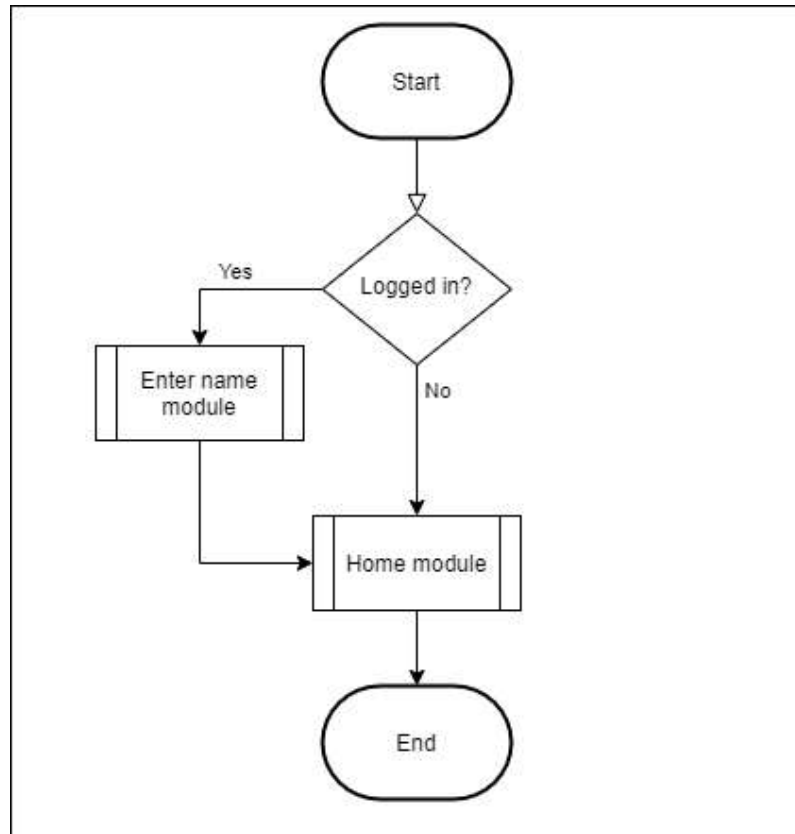 Start
Logged in?
Yes
Enter name
module
No
Home module
End